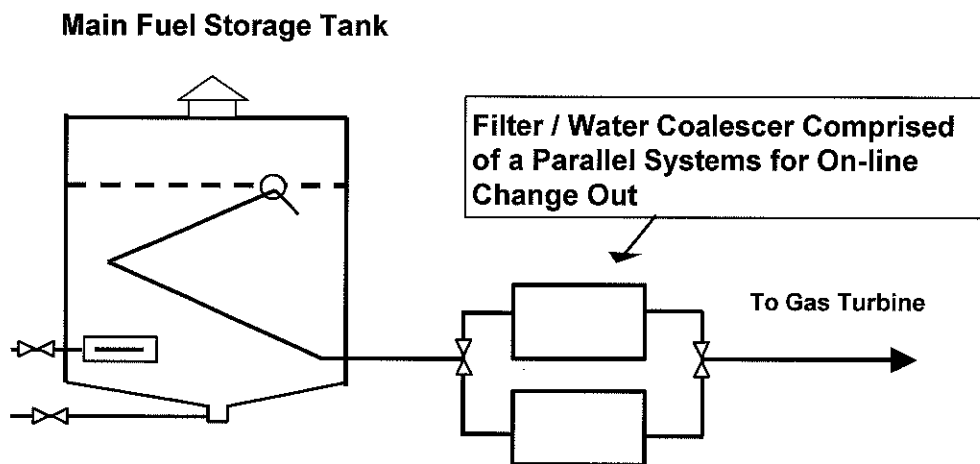 Main Fuel Storage Tank
Filter / Water Coalescer Comprised
of a Parallel Systems for On-line
Change Out
To Gas Turbine